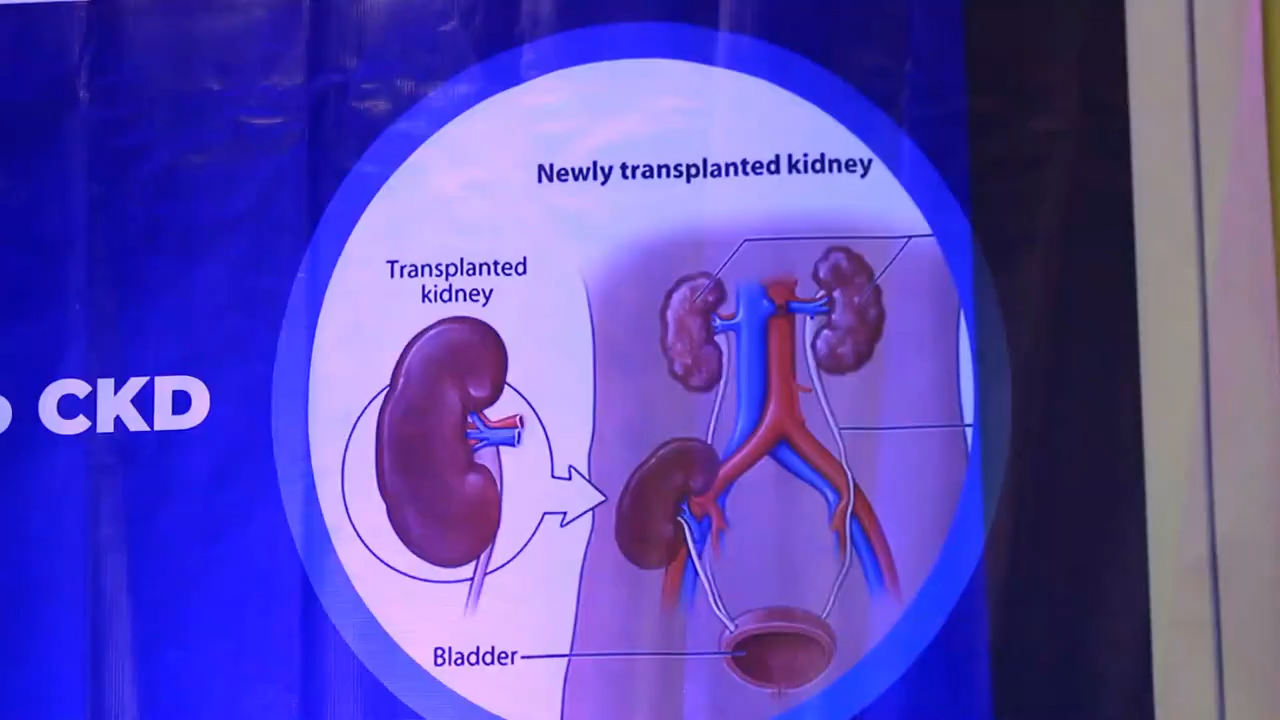 Newly transplanted kidney
Transplanted
kidney
CKD
Bladder